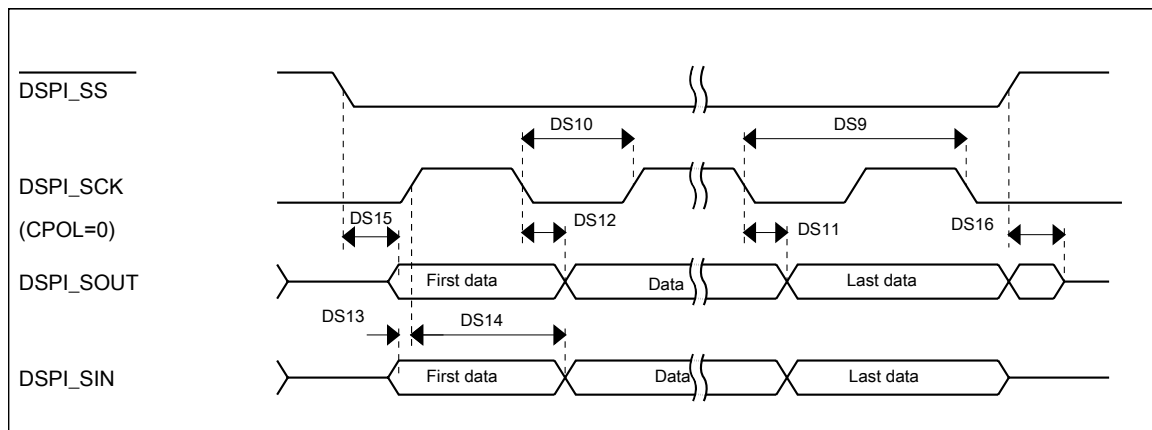 DSPI_SS
DS10
DS9
DSPI_SCK
(CPOL=0)
DS15
DS12
DS11
DS16
DSPI_SOUT
First data
Data
Last data
DS13
DS14
DSPI_SIN
First data
Data
Last data